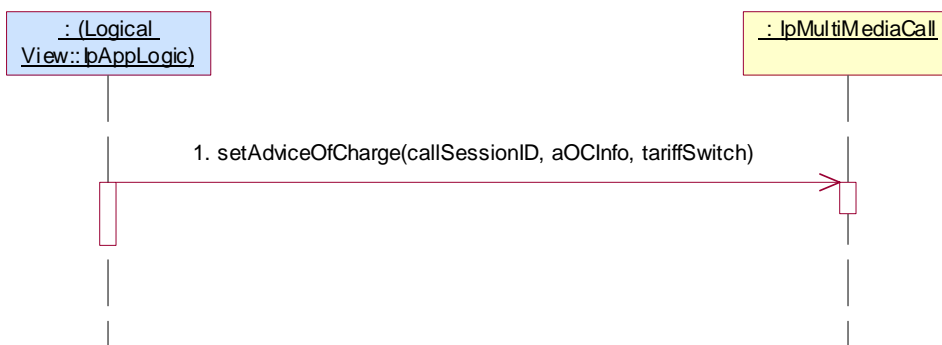 : (Logical
View::IpAppLogic)
: IpMultiMediaCall
1. setAdviceOfCharge(callSessionID, aOCInfo, tariffSwitch)